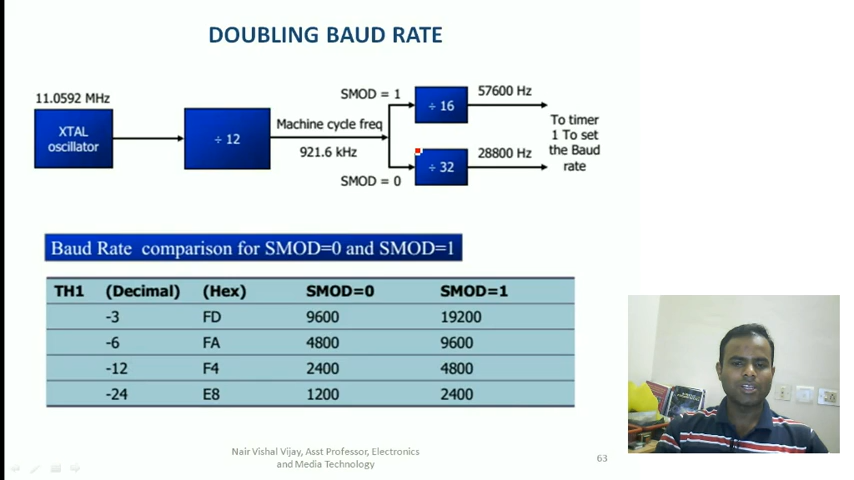 DOUBLING BAUD RATE
11.0592 MHz
XTAL
oscillator
÷ 12
Machine cycle freq
921.6 kHz
SMOD = 1
÷ 16
57600 Hz
SMOD = 0
÷ 32
28800 Hz
To timer
1 To set
the Baud
rate
Baud Rate comparison for SMOD=0 and SMOD=1
TH1 (Decimal) (Hex) SMOD=0 SMOD=1
-3 FD 9600 19200
-6 FA 4800 9600
-12 F4 2400 4800
-24 E8 1200 2400
Nair Vishal Vijay, Asst Professor, Electronics
and Media Technology
63